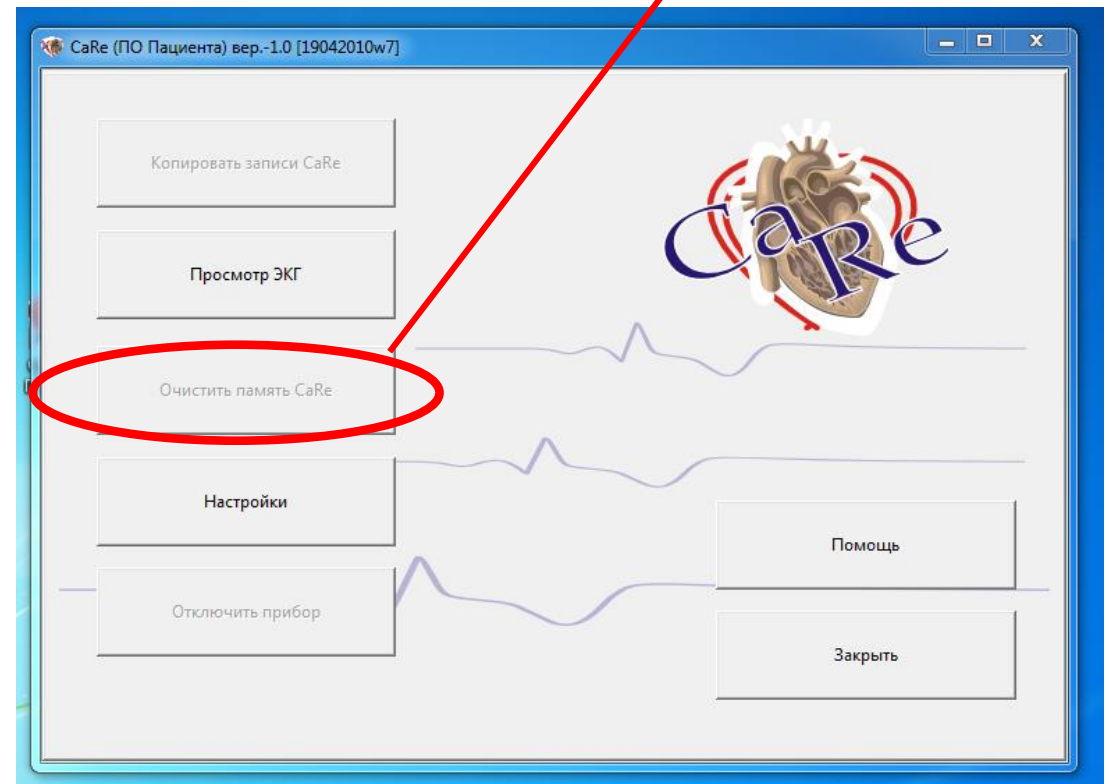 CaRe (ПО Пациента) вер.-1.0 [19042010w7]
Копировать записи CaRe
CaRe
Просмотр ЭКГ
Очистить память CaRe
Настройки
Помощь
Отключить прибор
Закрыть